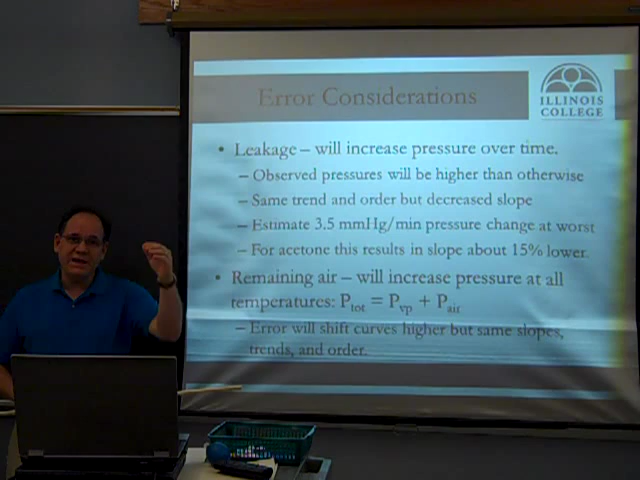 Error Considerations
ILLINOIS
COLLEGE
• Leakage – will increase pressure over time.
– Observed pressures will be higher than otherwise
– Same trend and order but decreased slope
– Estimate 3.5 mmHg/min pressure change at worst
– For acetone this results in slope about 15% lower.
• Remaining air – will increase pressure at all
temperatures: Ptot = Pvp + Pair
– Error will shift curves higher but same slopes,
trends, and order.